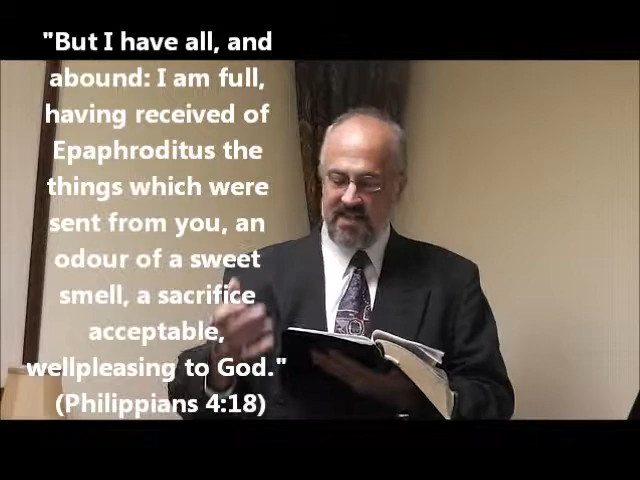 "But I have all, and
abound: I am full,
having received of
Epaphroditus the
things which were
sent from you, an
odour of a sweet
smell, a sacrifice
acceptable,
wellpleasing to God."
(Philippians 4:18)